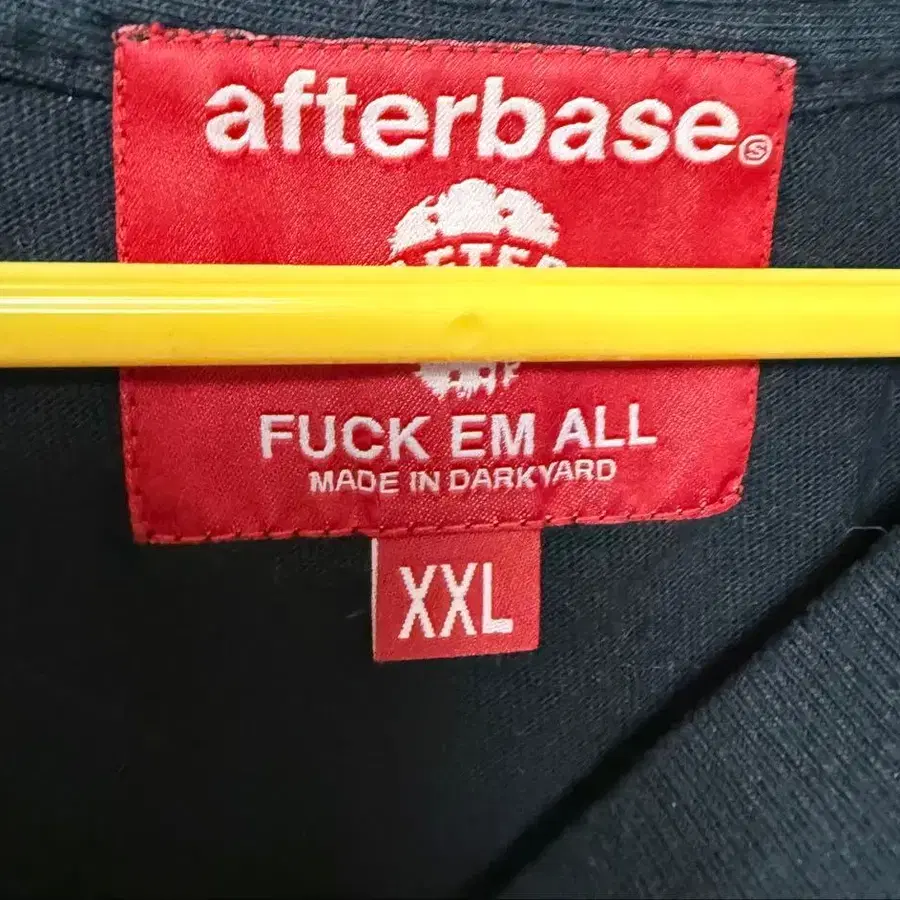 afterbase Ⓢ
FUCK EM ALL
MADE IN DARKYARD
XXL